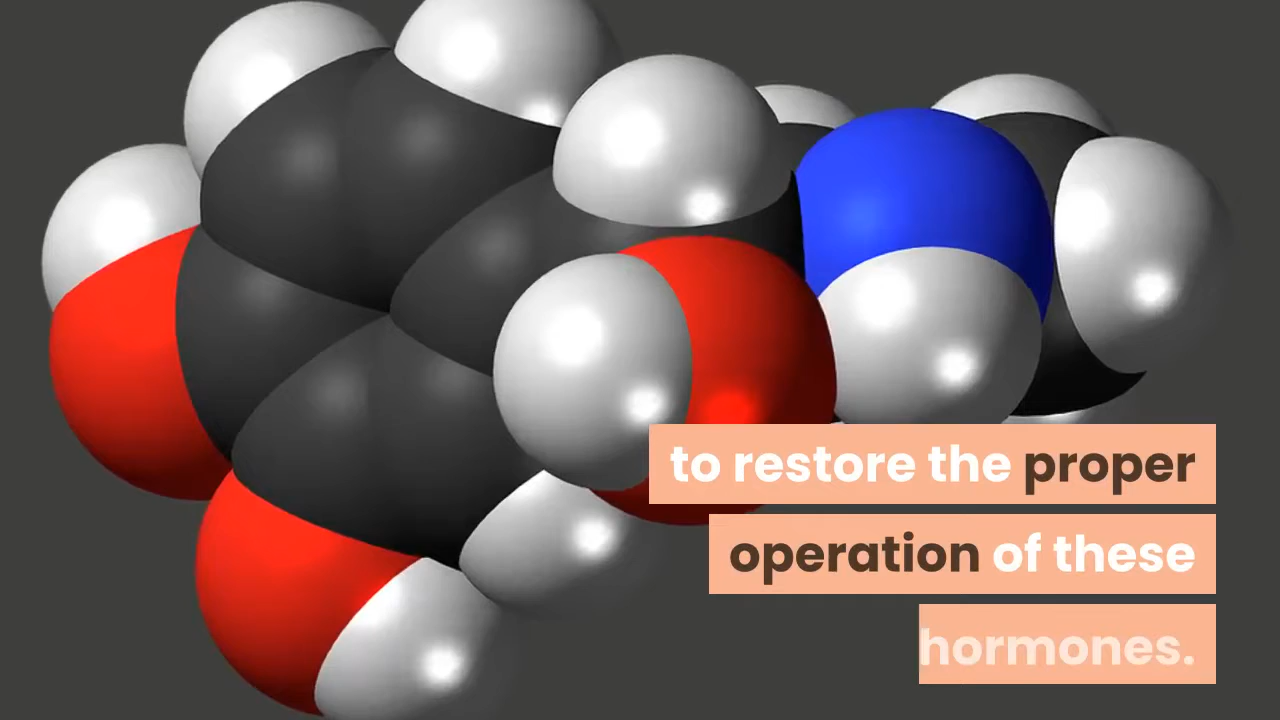 to restore the proper
operation of these
hormones.